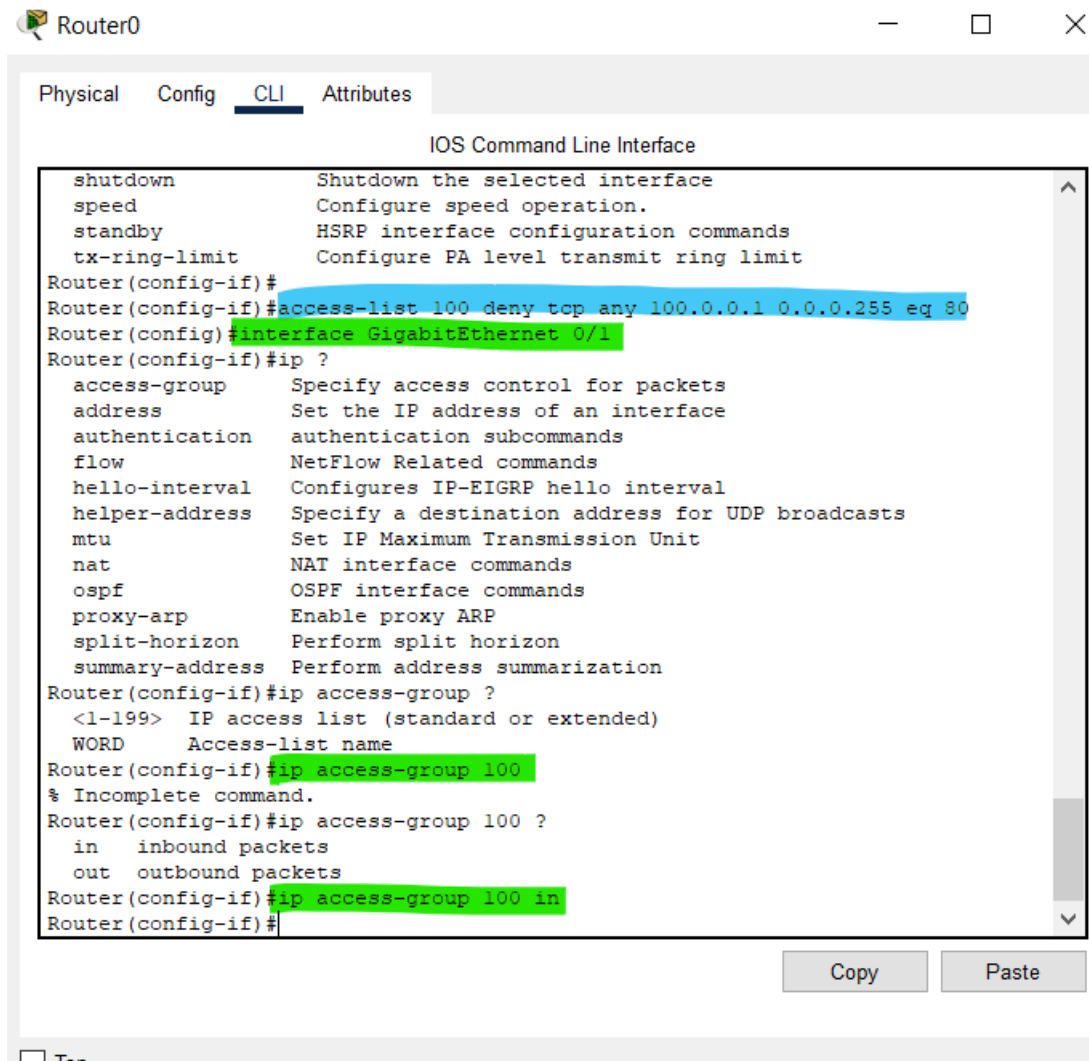 Router0
Physical Config CLI Attributes
IOS Command Line Interface
shutdown Shutdown the selected interface
speed Configure speed operation.
standby HSRP interface configuration commands
tx-ring-limit Configure PA level transmit ring limit
Router(config-if)#
Router(config-if)#access-list 100 deny tcp any 100.0.0.1 0.0.0.255 eq 80
Router(config)#interface GigabitEthernet 0/1
Router(config-if)#ip ?
access-group Specify access control for packets
address Set the IP address of an interface
authentication authentication subcommands
flow NetFlow Related commands
hello-interval Configures IP-EIGRP hello interval
helper-address Specify a destination address for UDP broadcasts
mtu Set IP Maximum Transmission Unit
nat NAT interface commands
ospf OSPF interface commands
proxy-arp Enable proxy ARP
split-horizon Perform split horizon
summary-address Perform address summarization
Router(config-if)#ip access-group ?
<1-199> IP access list (standard or extended)
WORD Access-list name
Router(config-if)#ip access-group 100
% Incomplete command.
Router(config-if)#ip access-group 100 ?
in inbound packets
out outbound packets
Router(config-if)#ip access-group 100 in
Router(config-if)#
Copy Paste